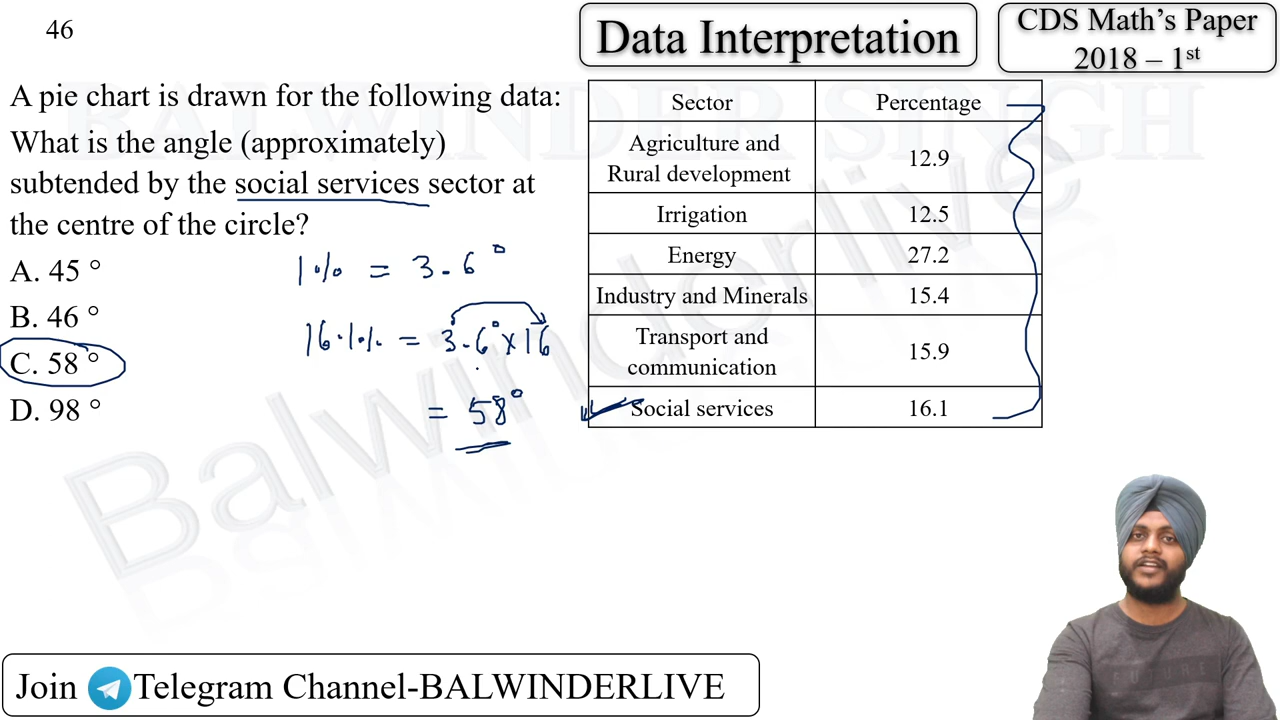 46
Data Interpretation
CDS Math's Paper
2018 – 1st
BALWINDER SINGH
A pie chart is drawn for the following data:
What is the angle (approximately)
subtended by the social services sector at
the centre of the circle?
A. 45 °
B. 46 °
C. 58 °
D. 98 °
1% = 3.6°
16.1% = 3.6° × 16
= 58°
Sector Percentage
Agriculture and
Rural development 12.9
Irrigation 12.5
Energy 27.2
Industry and Minerals 15.4
Transport and
communication 15.9
Social services 16.1
Balwinderlive
FUTURE
Join Telegram Channel-BALWINDERLIVE